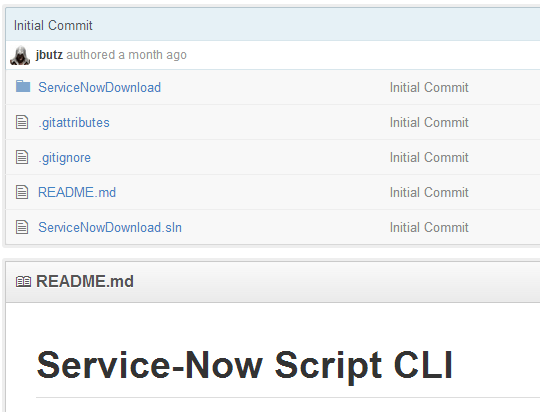 Initial Commit
jbutz authored a month ago
ServiceNowDownload Initial Commit
.gitattributes Initial Commit
.gitignore Initial Commit
README.md Initial Commit
ServiceNowDownload.sln Initial Commit
README.md
Service-Now Script CLI